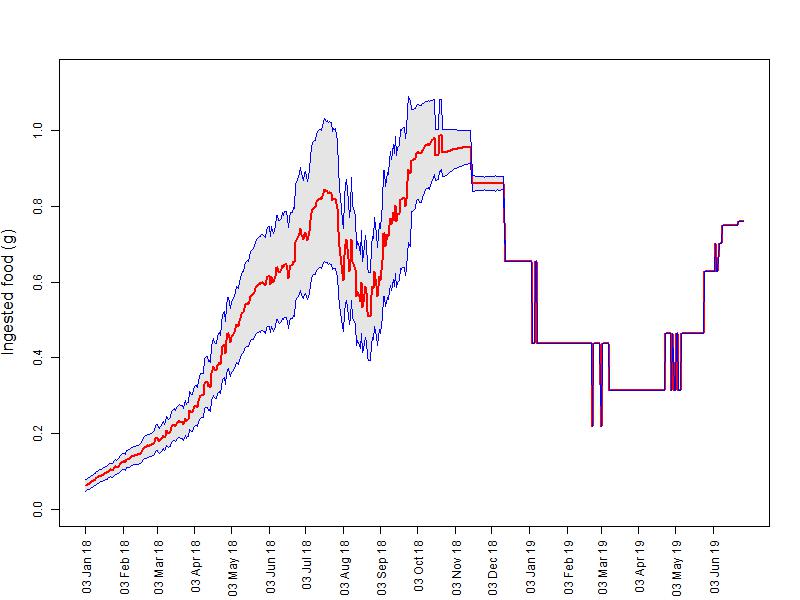 Ingested food (g)
1.0
0.8
0.6
0.4
0.2
0.0
03 Jan 18
03 Feb 18
03 Mar 18
03 Apr 18
03 May 18
03 Jun 18
03 Jul 18
03 Aug 18
03 Sep 18
03 Oct 18
03 Nov 18
03 Dec 18
03 Jan 19
03 Feb 19
03 Mar 19
03 Apr 19
03 May 19
03 Jun 19